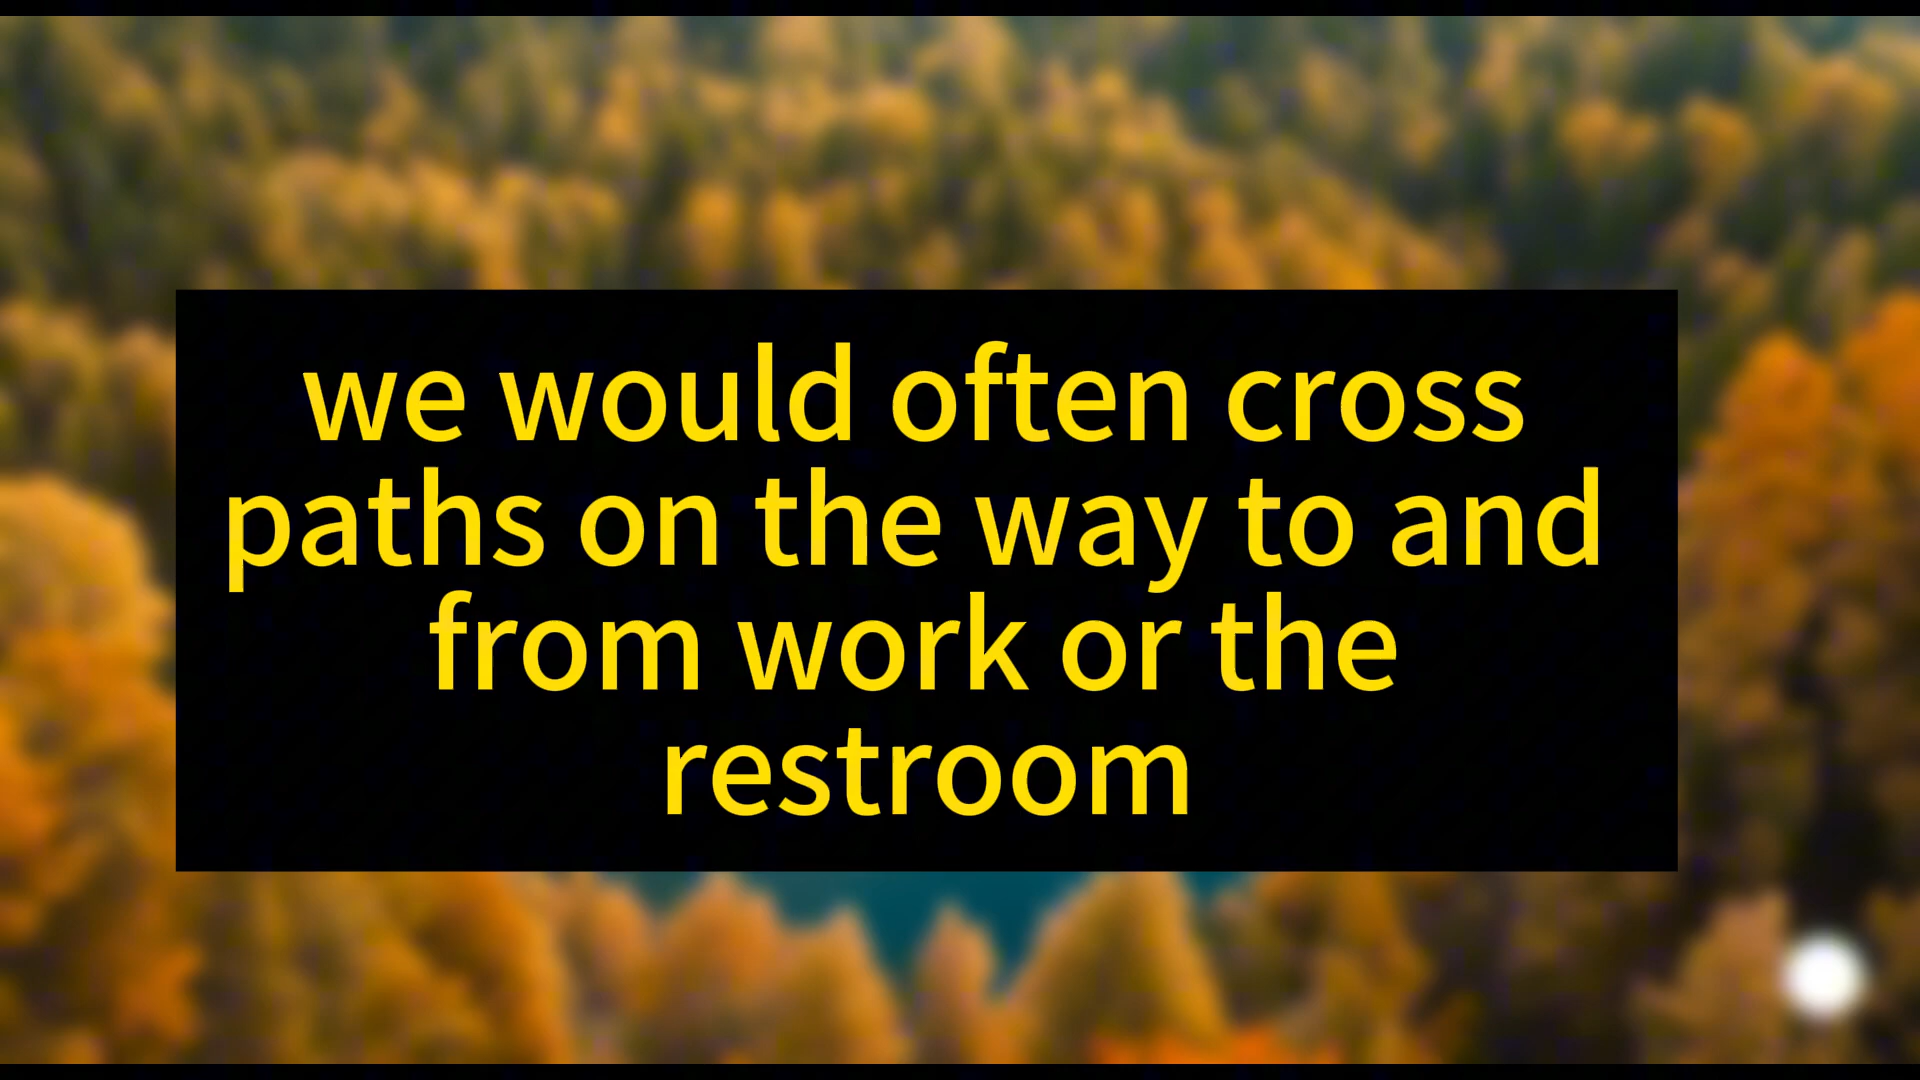 we would often cross
paths on the way to and
from work or the
restroom